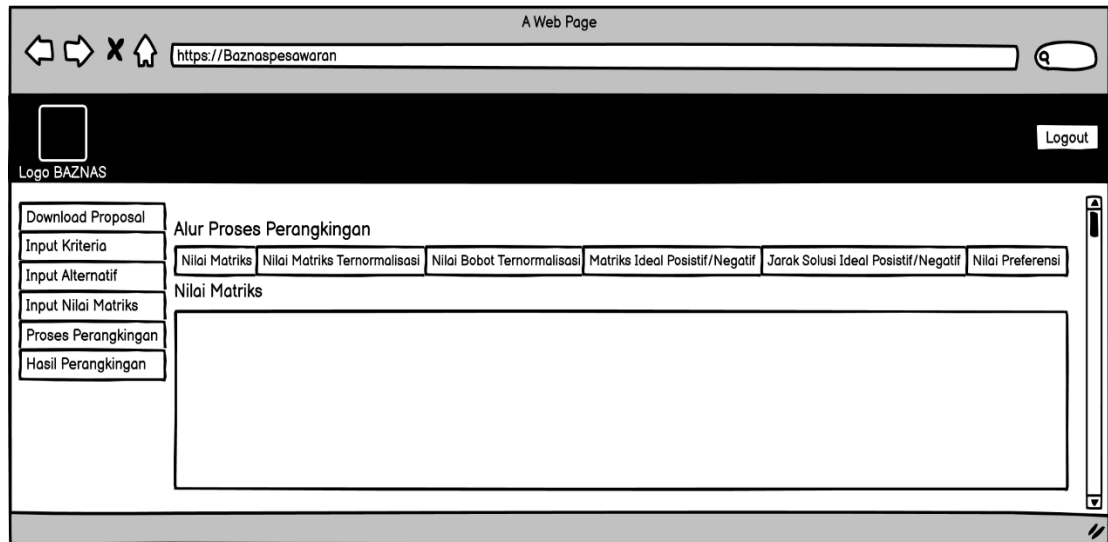 A Web Page
https://Baznaspesawaran
Logout
Logo BAZNAS
Download Proposal
Input Kriteria
Input Alternatif
Input Nilai Matriks
Proses Perangkingan
Hasil Perangkingan
Alur Proses Perangkingan
Nilai Matriks Nilai Matriks Ternormalisasi Nilai Bobot Ternormalisasi Matriks Ideal Posistif/Negatif Jarak Solusi Ideal Posistif/Negatif Nilai Preferensi
Nilai Matriks